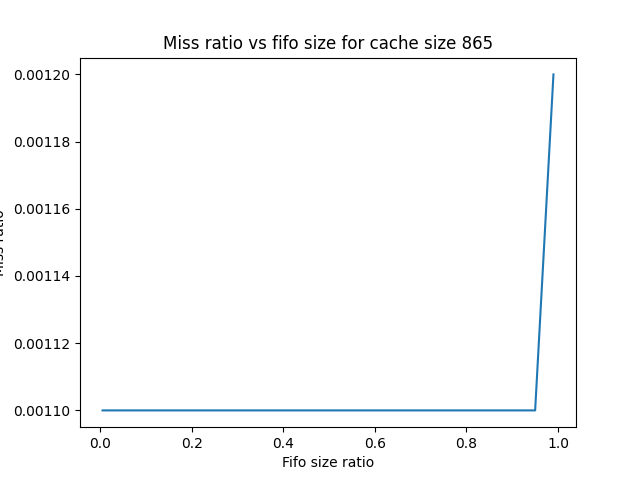 Miss ratio vs fifo size for cache size 865
0.00120
0.00118
0.00116
0.00114
0.00112
0.00110
Miss ratio
0.0 0.2 0.4 0.6 0.8 1.0
Fifo size ratio